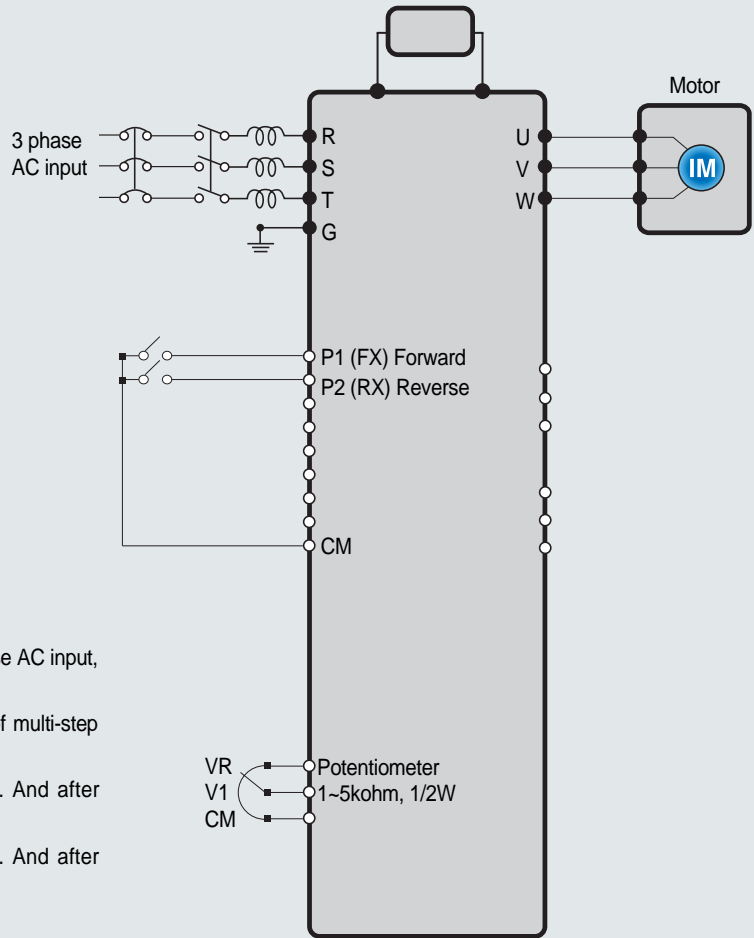 Motor
3 phase
AC input
R
S
T
G
U
V
W
IM
P1 (FX) Forward
P2 (RX) Reverse
CM
e AC input,
f multi-step
. And after
. And after
VR
V1
CM
Potentiometer
1~5kohm, 1/2W